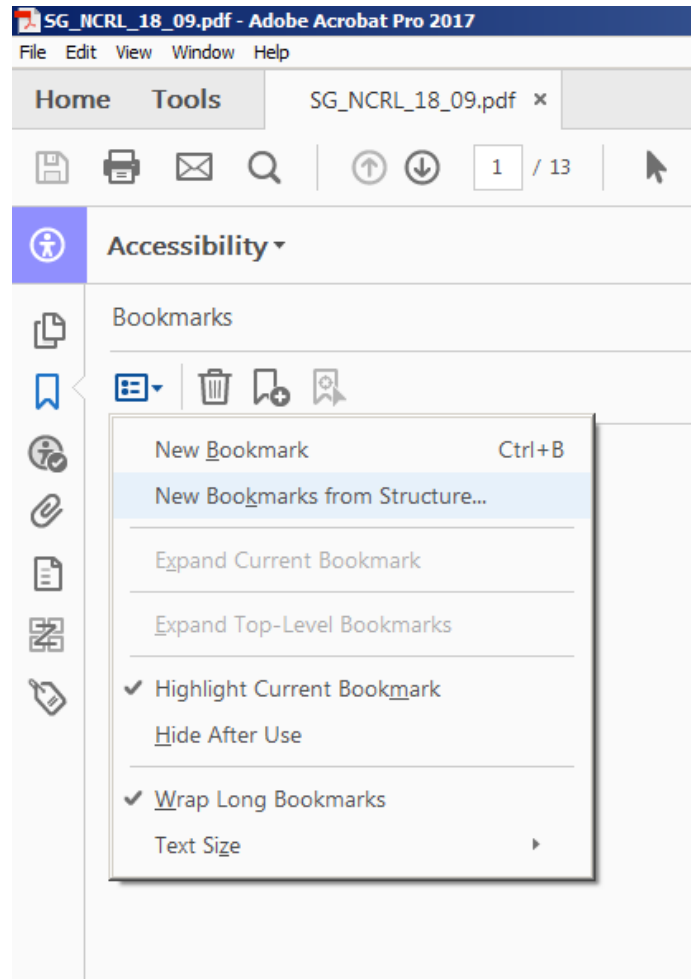 SG_NCRL_18_09.pdf - Adobe Acrobat Pro 2017
File Edit View Window Help
Home Tools SG_NCRL_18_09.pdf ×
1 / 13
Accessibility
Bookmarks
New Bookmark Ctrl+B
New Bookmarks from Structure...
Expand Current Bookmark
Expand Top-Level Bookmarks
Highlight Current Bookmark
Hide After Use
Wrap Long Bookmarks
Text Size